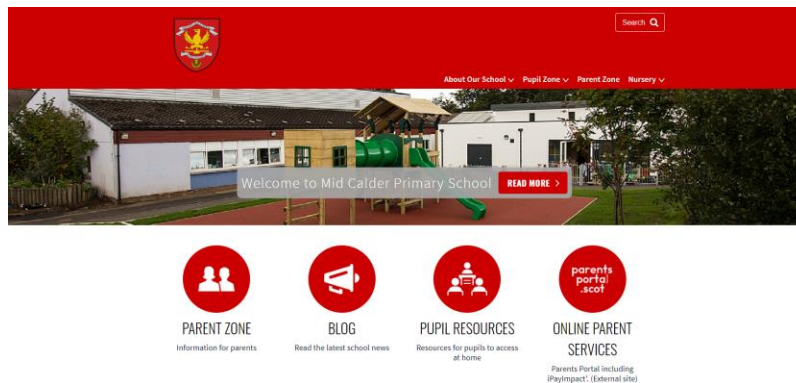 Search
About Our School Pupil Zone Parent Zone Nursery
Welcome to Mid Calder Primary School READ MORE >
parents
portal
.scot
PARENT ZONE
Information for parents
BLOG
Read the latest school news
PUPIL RESOURCES
Resources for pupils to access
at home
ONLINE PARENT
SERVICES
Parents Portal including
iPayImpact'. (External site)